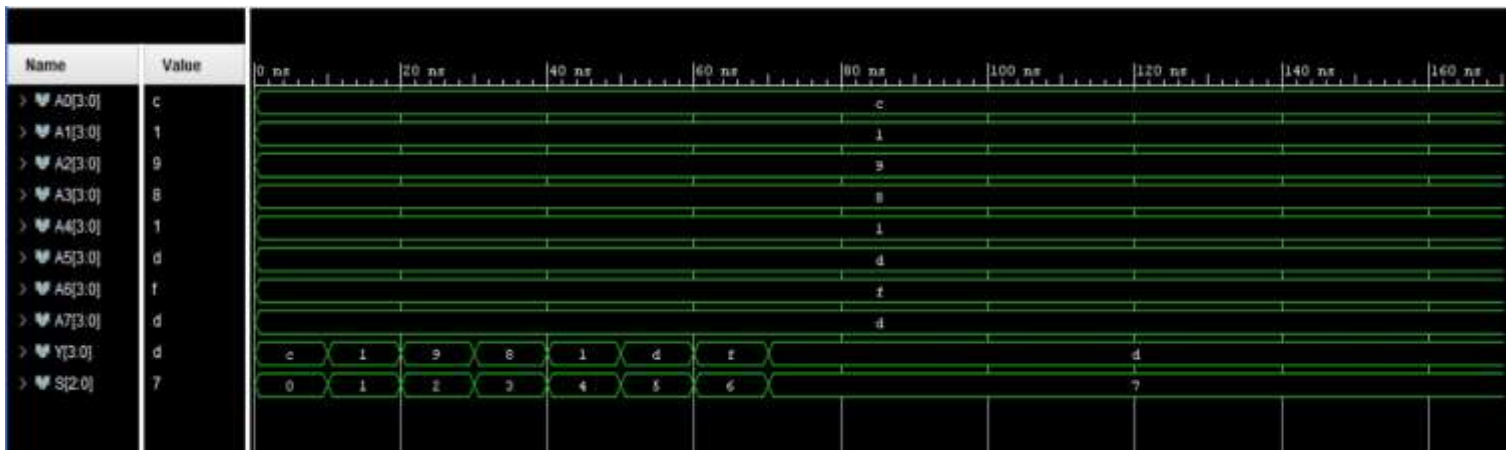 Name Value 0 ns 20 ns 40 ns 60 ns 80 ns 100 ns 120 ns 140 ns 160 ns
A0[3:0] c c
A1[3:0] 1 1
A2[3:0] 9 9
A3[3:0] 8 8
A4[3:0] 1 1
A5[3:0] d d
A6[3:0] f f
A7[3:0] d d
Y[3:0] d c 1 9 8 1 d f d
S[2:0] 7 0 1 2 3 4 5 6 7